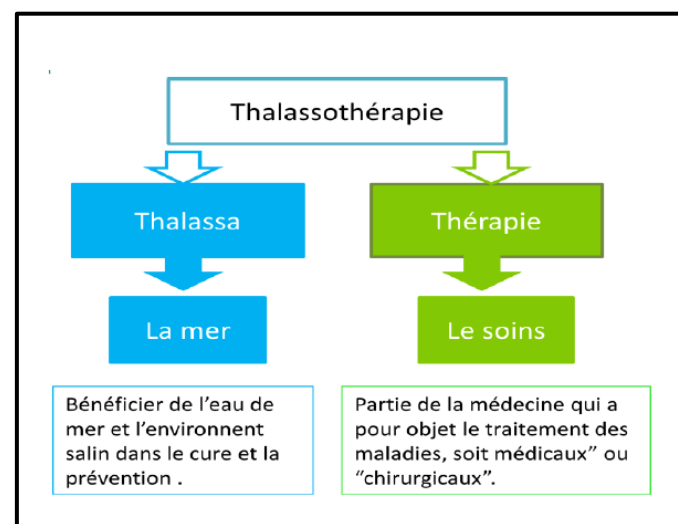 Thalassothérapie
Thalassa
Thérapie
La mer
Le soins
Bénéficier de l'eau de
mer et l'environnent
salin dans le cure et la
prévention .
Partie de la médecine qui a
pour objet le traitement des
maladies, soit médicaux” ou
“chirurgicaux”.